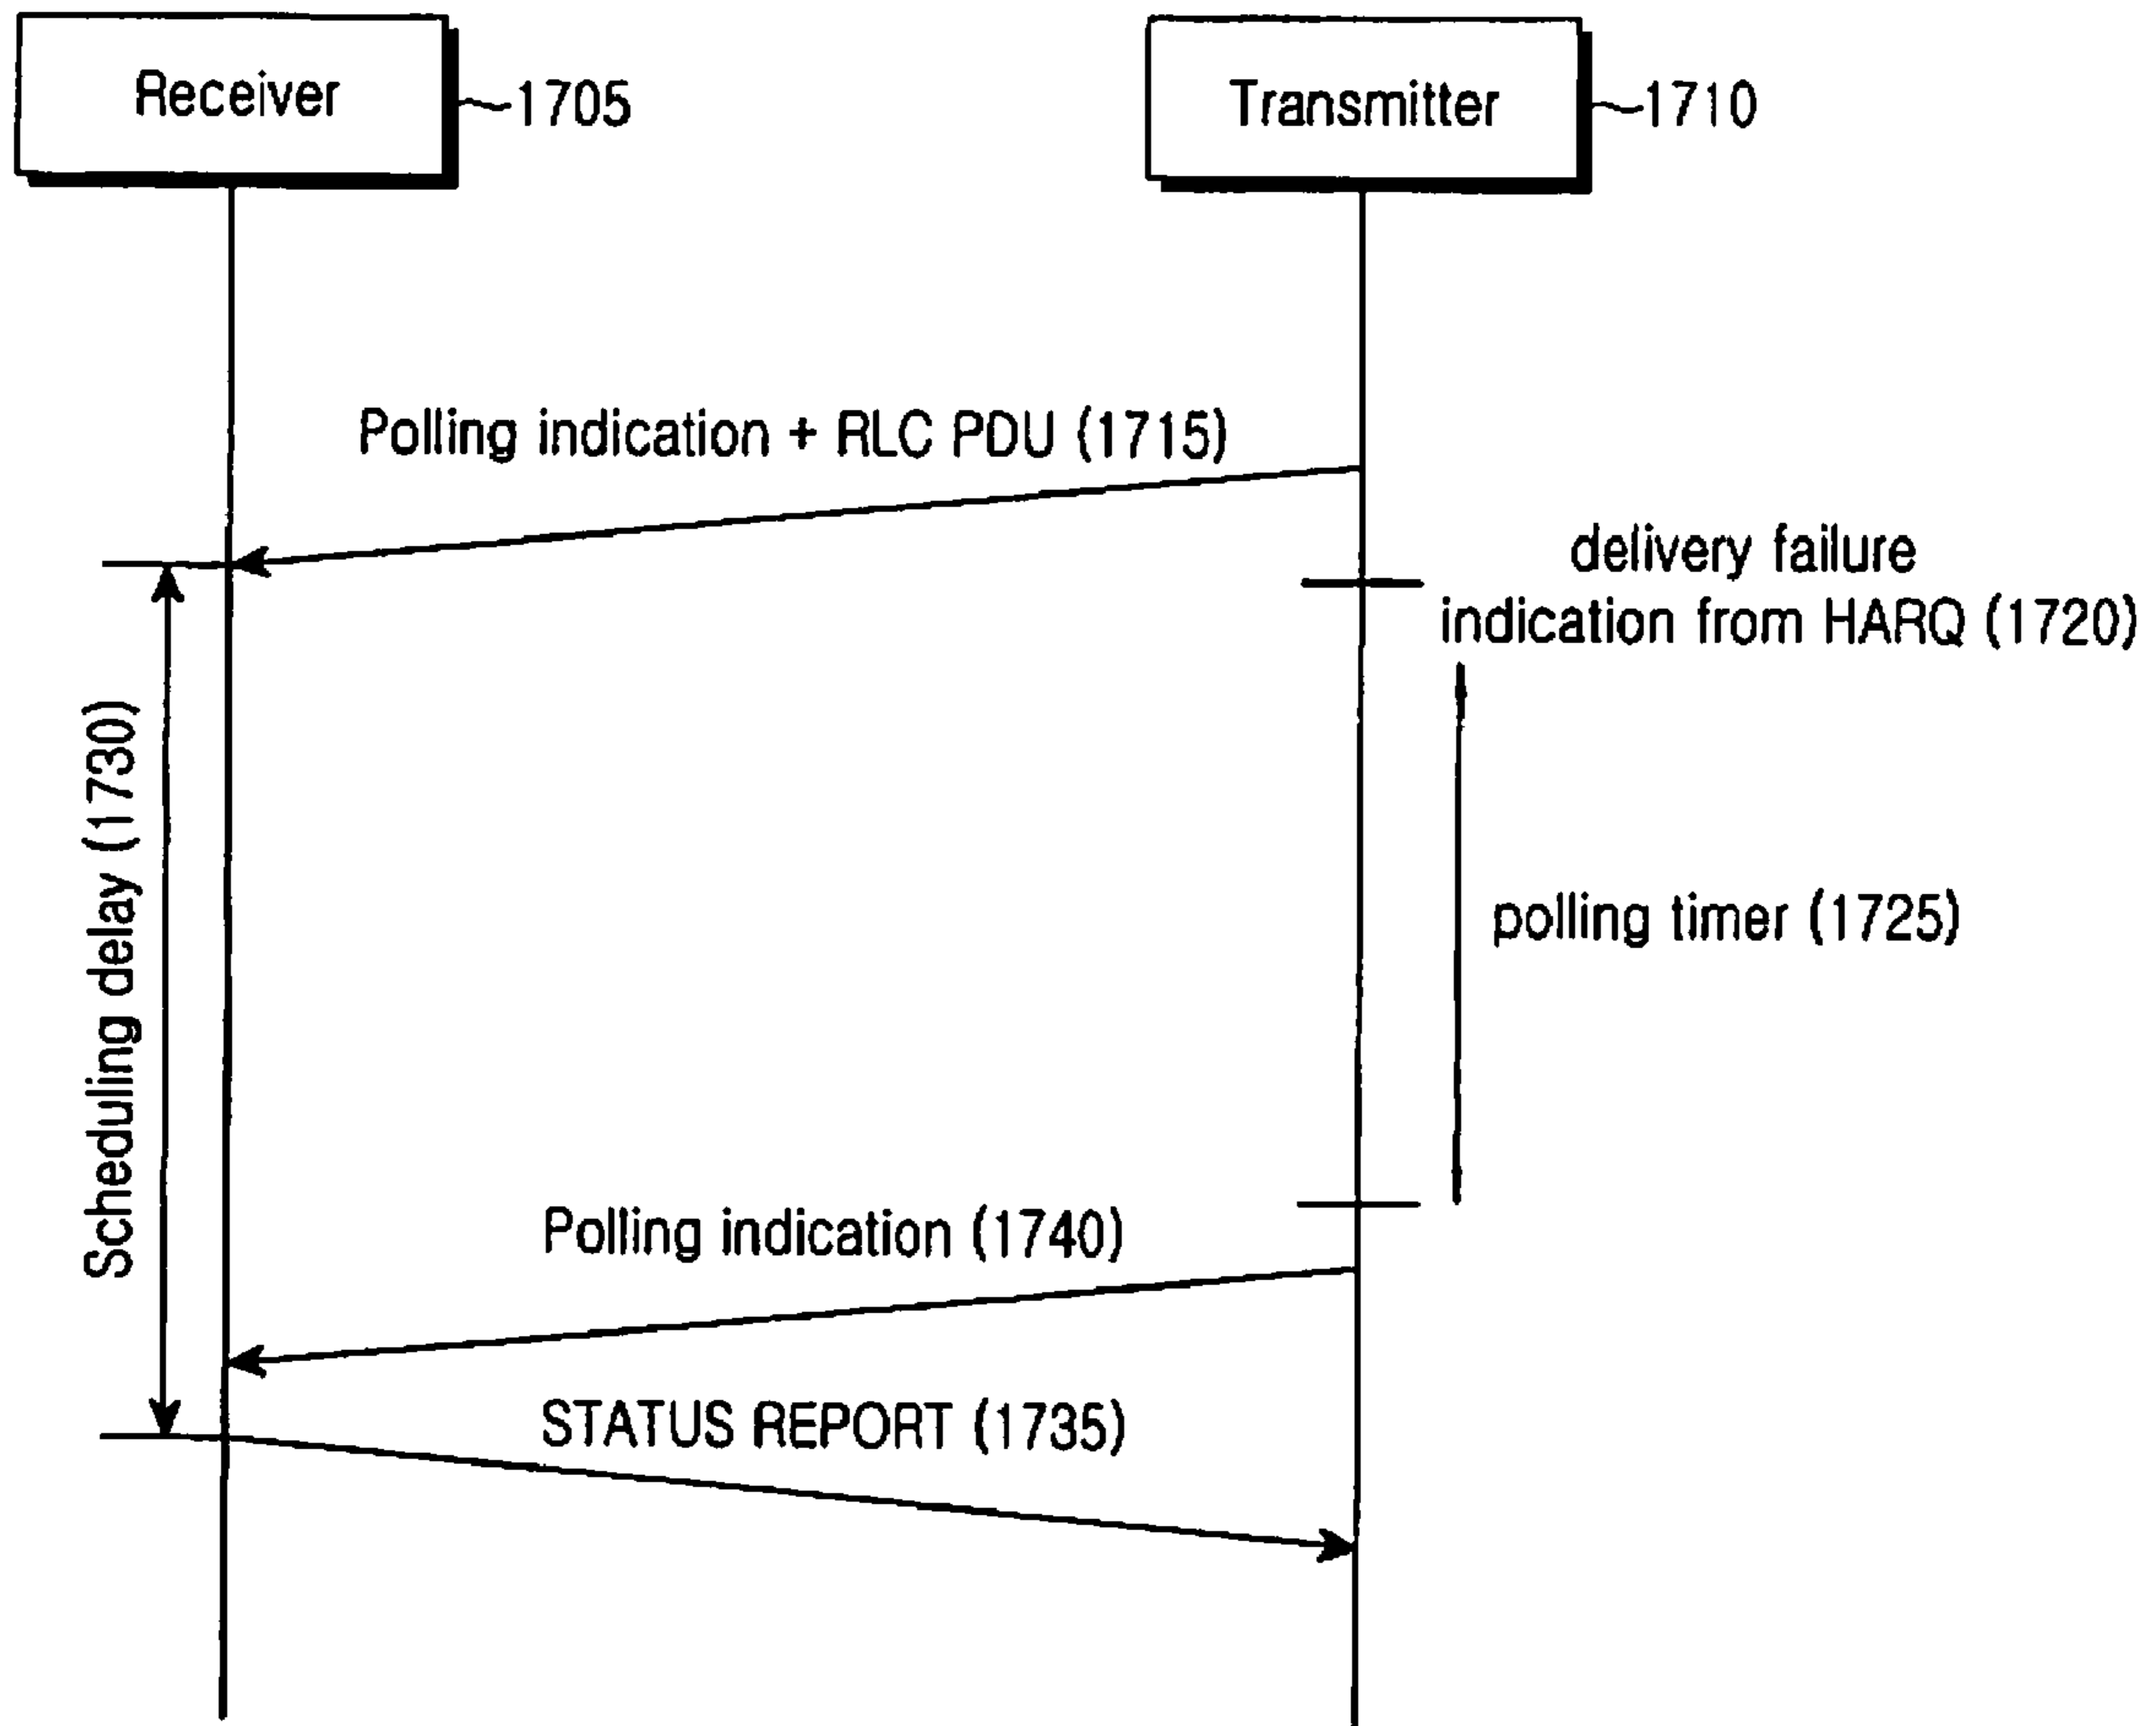 Receiver
1705
Transmitter
1710
Polling indication + RLC PDU (1715)
delivery failure
indication from HARQ (1720)
Scheduling delay (1730)
polling timer (1725)
Polling indication (1740)
STATUS REPORT (1735)